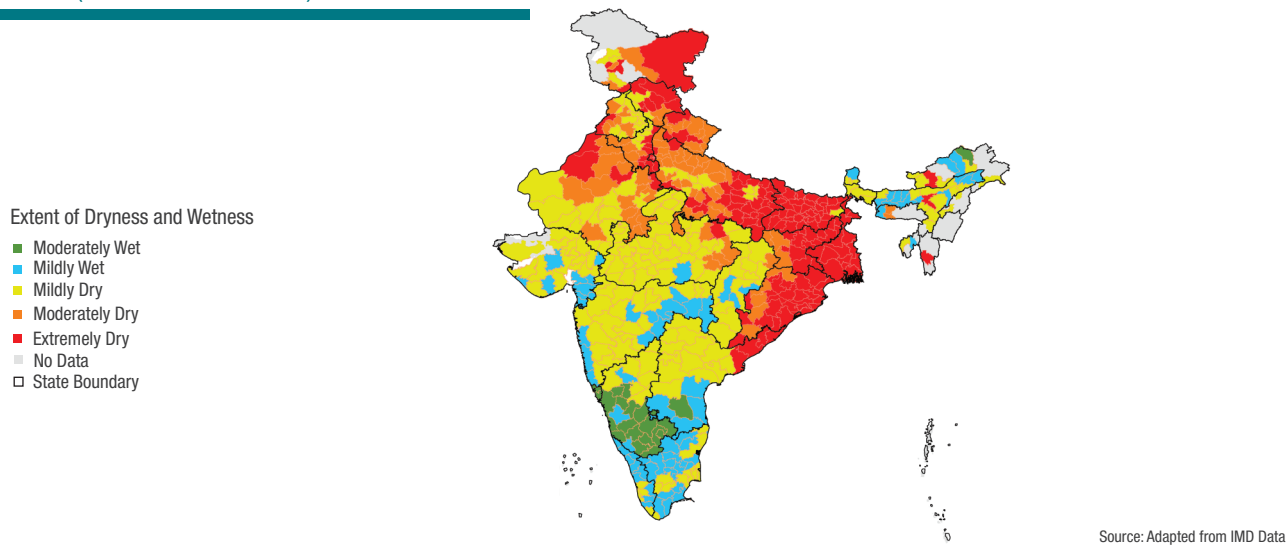 Extent of Dryness and Wetness
Moderately Wet
Mildly Wet
Mildly Dry
Moderately Dry
Extremely Dry
No Data
State Boundary
Source: Adapted from IMD Data